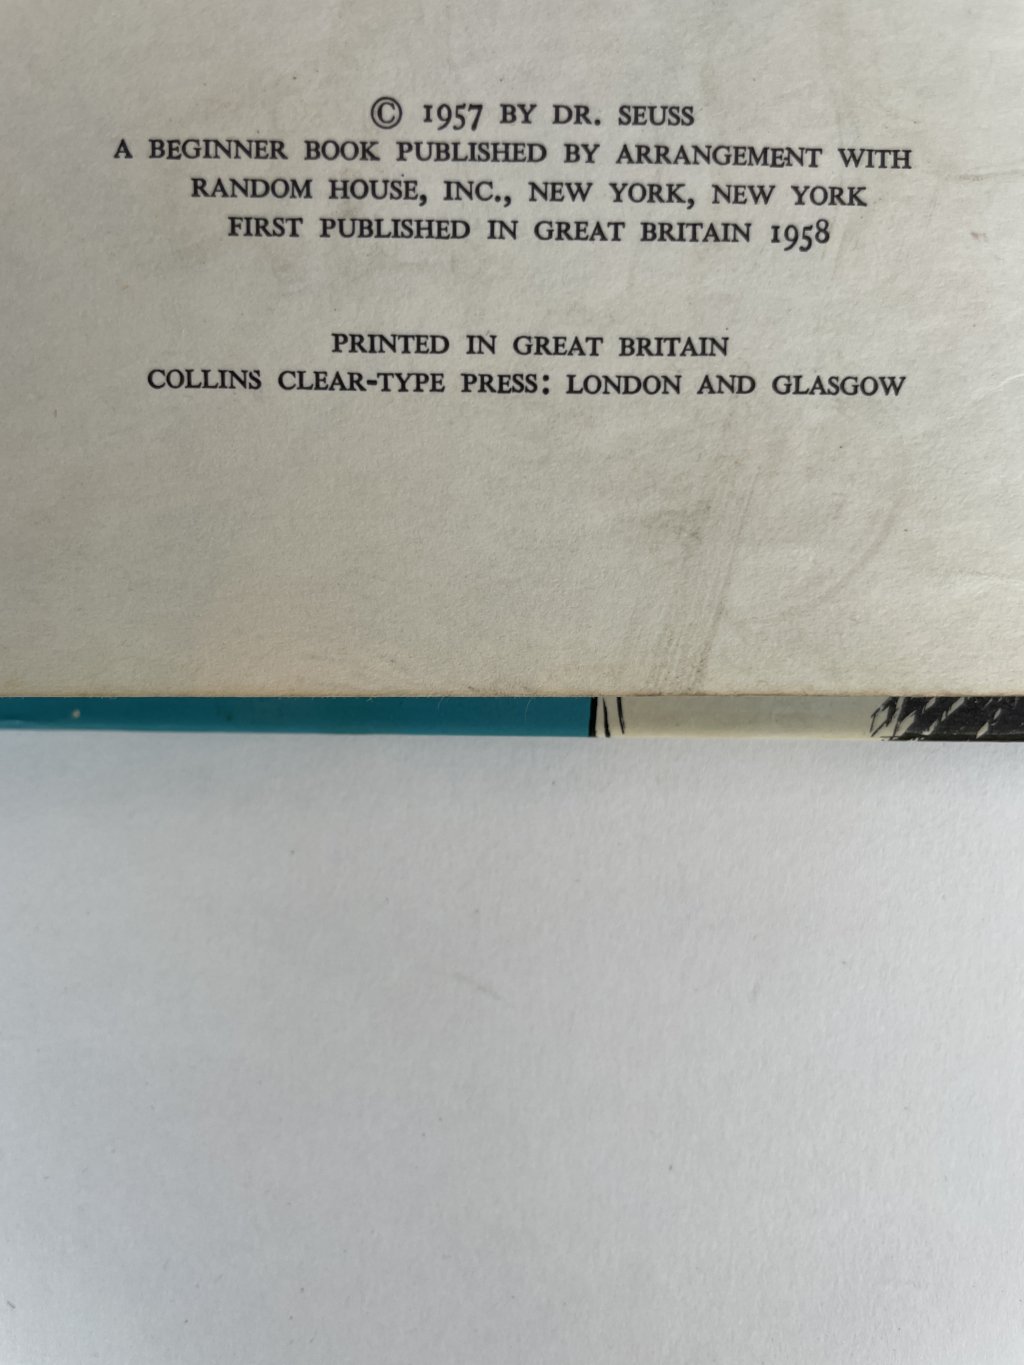 © 1957 BY DR. SEUSS
A BEGINNER BOOK PUBLISHED BY ARRANGEMENT WITH
RANDOM HOUSE, INC., NEW YORK, NEW YORK
FIRST PUBLISHED IN GREAT BRITAIN 1958
PRINTED IN GREAT BRITAIN
COLLINS CLEAR-TYPE PRESS: LONDON AND GLASGOW